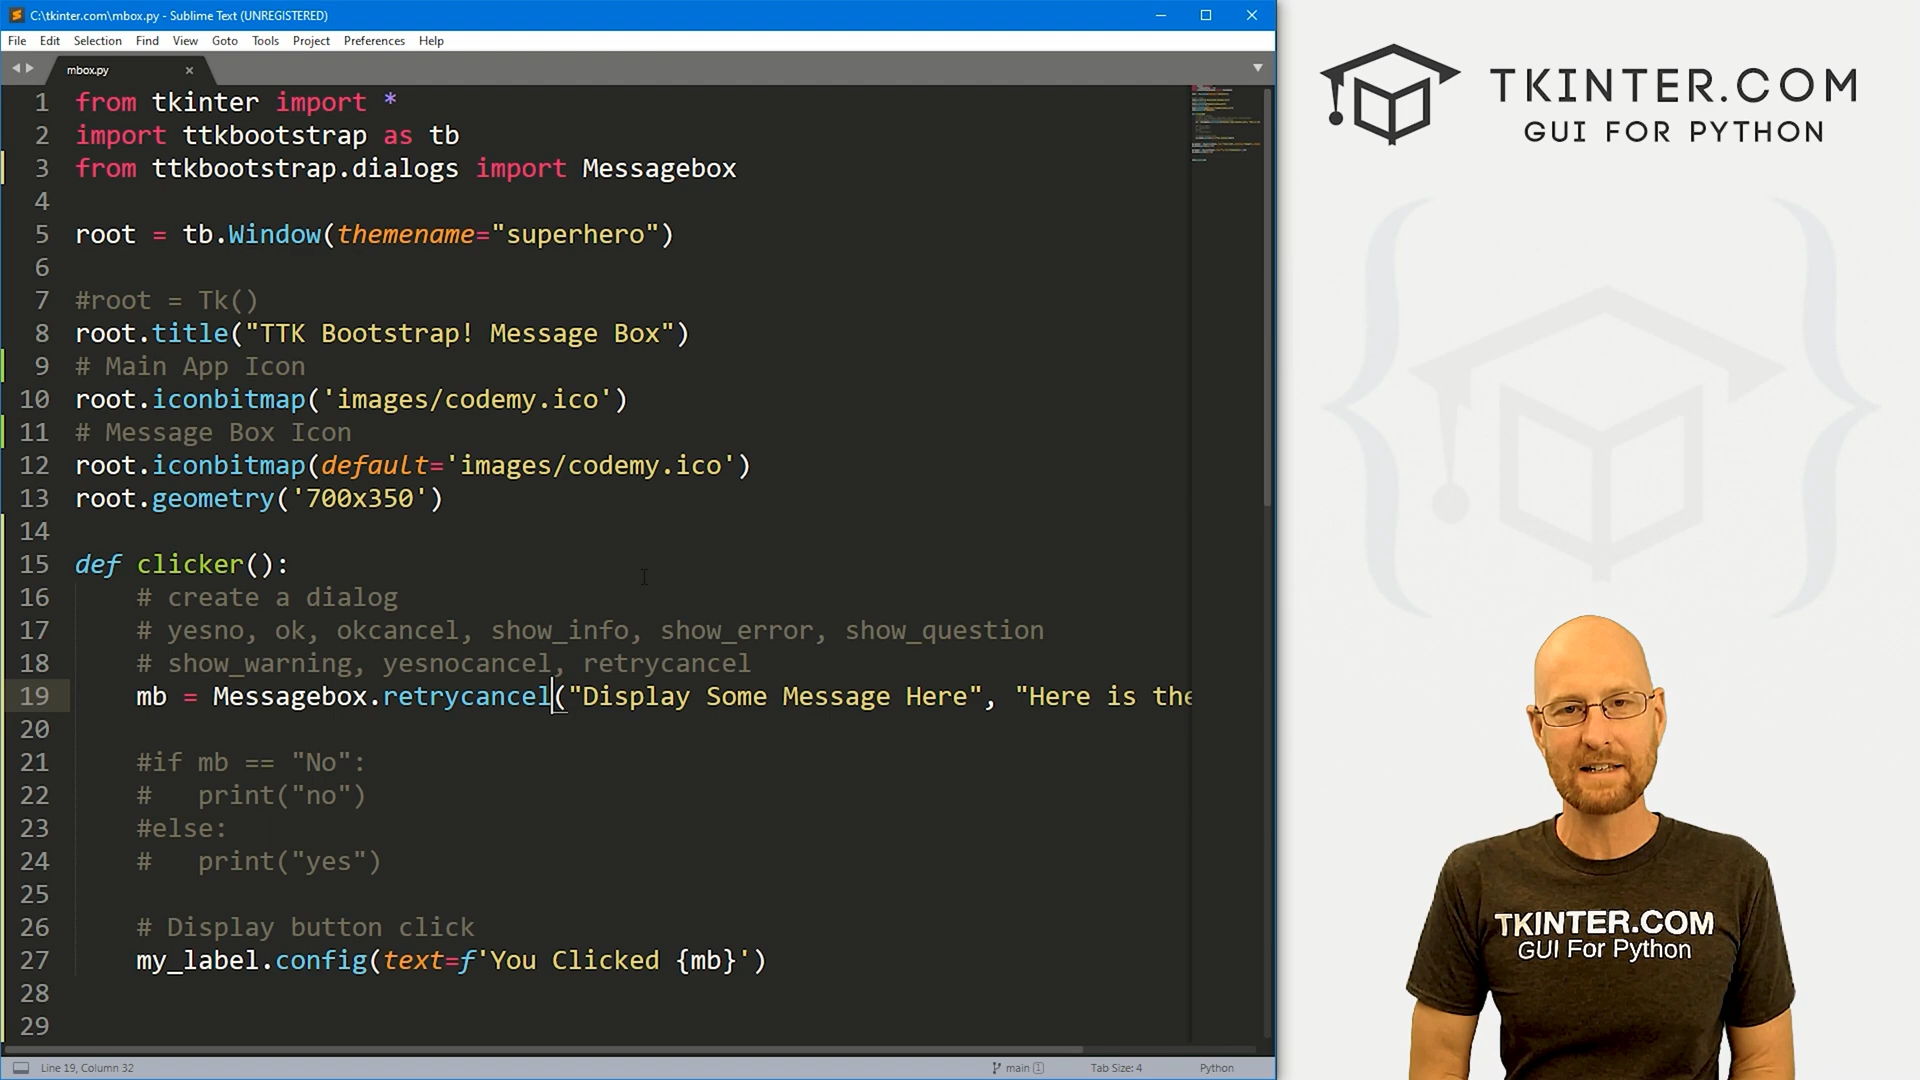 C:\tkinter.com\mbox.py - Sublime Text (UNREGISTERED)
File Edit Selection Find View Goto Tools Project Preferences Help
mbox.py
1 from tkinter import *
2 import ttkbootstrap as tb
3 from ttkbootstrap.dialogs import Messagebox
4
5 root = tb.Window(themename="superhero")
6
7 #root = Tk()
8 root.title("TTK Bootstrap! Message Box")
9 # Main App Icon
10 root.iconbitmap('images/codemy.ico')
11 # Message Box Icon
12 root.iconbitmap(default='images/codemy.ico')
13 root.geometry('700x350')
14
15 def clicker():
16 # create a dialog
17 # yesno, ok, okcancel, show_info, show_error, show_question
18 # show_warning, yesnocancel, retrycancel
19 mb = Messagebox.retrycancel("Display Some Message Here", "Here is the
20
21 #if mb == "No":
22 # print("no")
23 #else:
24 # print("yes")
25
26 # Display button click
27 my_label.config(text=f'You Clicked {mb}')
28
29
Line 19, Column 32
main 1
Tab Size: 4
Python
TKINTER.COM
GUI FOR PYTHON
TKINTER.COM
GUI For Python